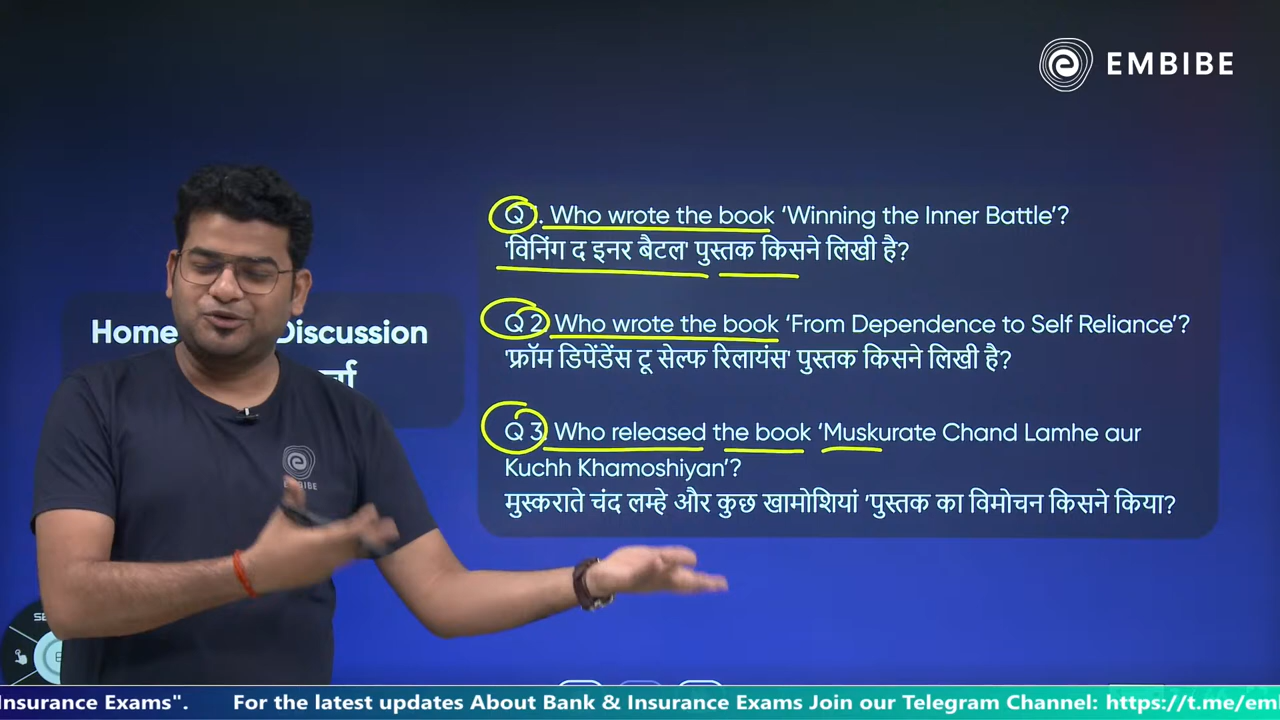 EMBIBE
Home Discussion
र्चा
Q 1. Who wrote the book ‘Winning the Inner Battle’?
'विनिंग द इनर बैटल' पुस्तक किसने लिखी है?
Q 2. Who wrote the book ‘From Dependence to Self Reliance’?
'फ्रॉम डिपेंडेंस टू सेल्फ रिलायंस' पुस्तक किसने लिखी है?
Q 3. Who released the book ‘Muskurate Chand Lamhe aur
Kuchh Khamoshiyan’?
मुस्कराते चंद लम्हे और कुछ खामोशियां 'पुस्तक का विमोचन किसने किया?
Insurance Exams". For the latest updates About Bank & Insurance Exams Join our Telegram Channel: https://t.me/em